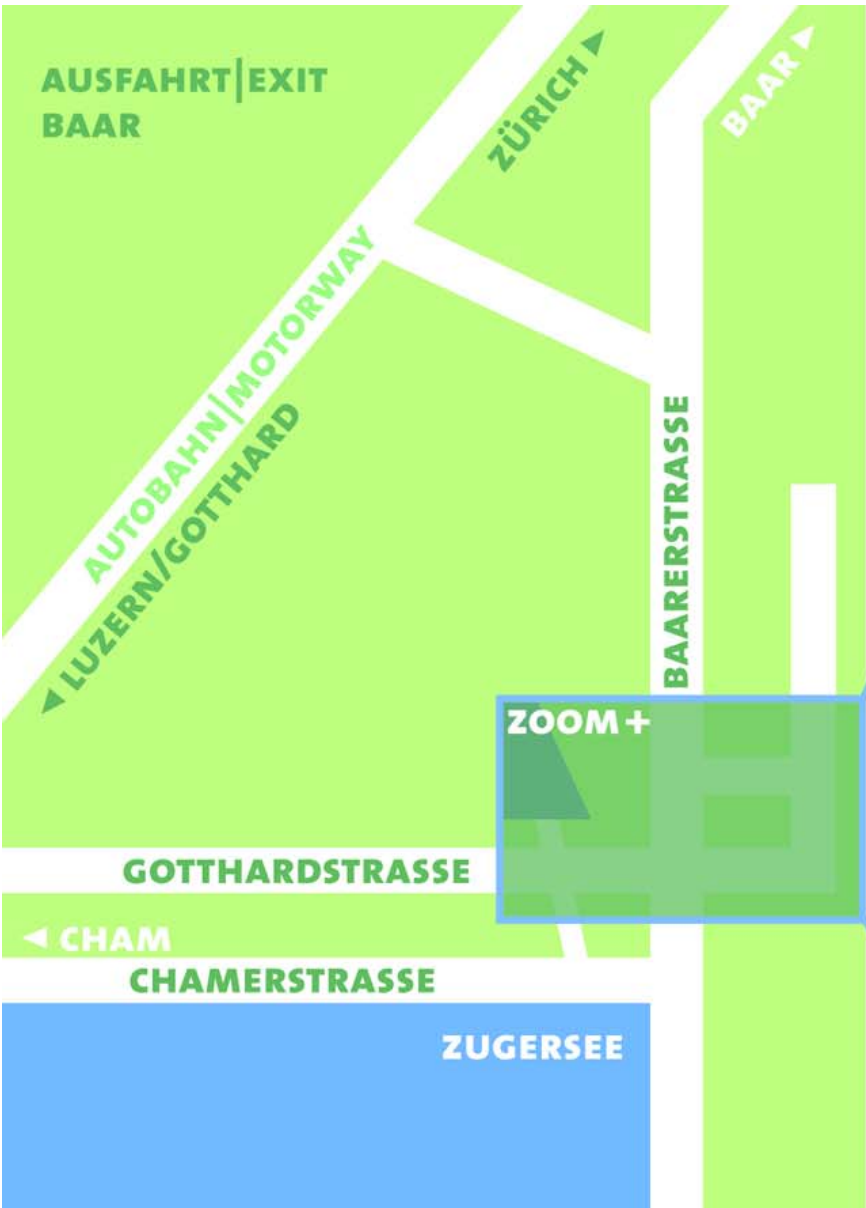 AUSFAHRT|EXIT
BAAR
ZÜRICH
BAAR
AUTOBAHN|MOTORWAY
LUZERN/GOTTHARD
BAARERSTRASSE
ZOOM+
GOTTHARDSTRASSE
CHAM
CHAMERSTRASSE
ZUGERSEE